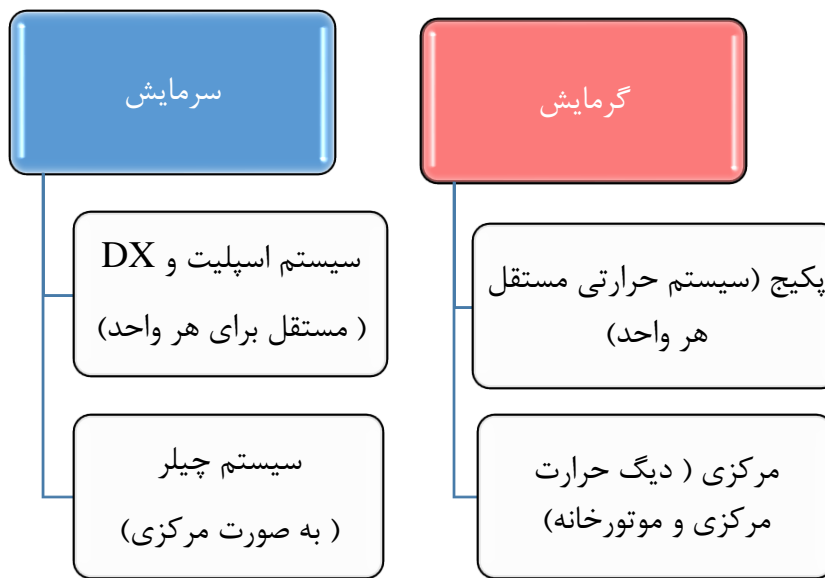 گرمایش
پکیج (سیستم حرارتی مستقل
هر واحد)
مرکزی ( دیگ حرارت
مرکزی و موتورخانه)
سرمایش
سیستم اسپلیت و DX
( مستقل برای هر واحد)
سیستم چیلر
( به صورت مرکزی)